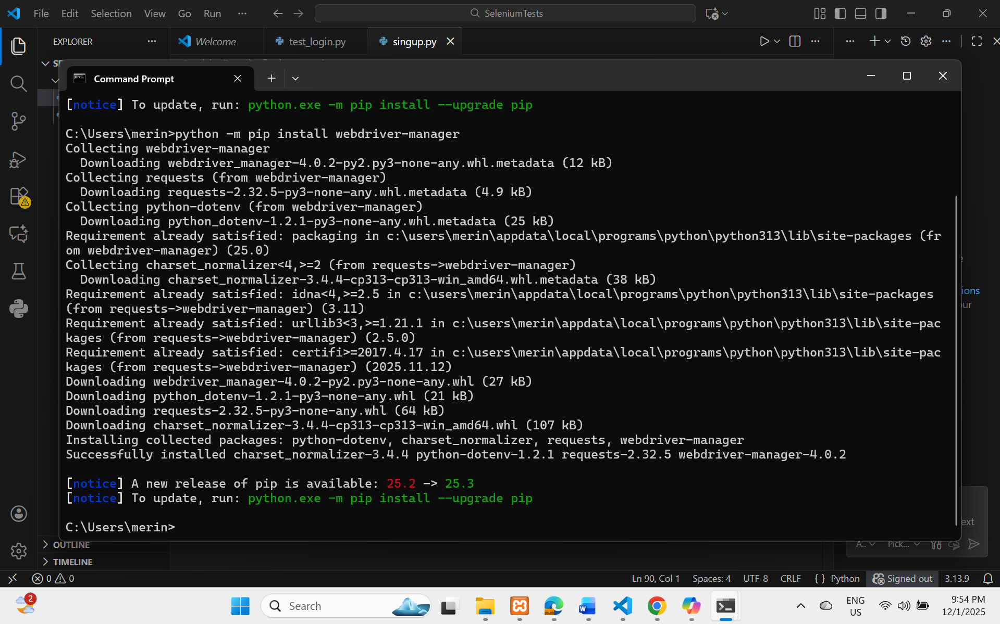 File Edit Selection View Go Run ··· SeleniumTests
EXPLORER ··· Welcome test_login.py singup.py
Command Prompt
[notice] To update, run: python.exe -m pip install --upgrade pip
C:\Users\merin>python -m pip install webdriver-manager
Collecting webdriver-manager
  Downloading webdriver_manager-4.0.2-py2.py3-none-any.whl.metadata (12 kB)
Collecting requests (from webdriver-manager)
  Downloading requests-2.32.5-py3-none-any.whl.metadata (4.9 kB)
Collecting python-dotenv (from webdriver-manager)
  Downloading python_dotenv-1.2.1-py3-none-any.whl.metadata (25 kB)
Requirement already satisfied: packaging in c:\users\merin\appdata\local\programs\python\python313\lib\site-packages (fr
om webdriver-manager) (25.0)
Collecting charset_normalizer<4,>=2 (from requests->webdriver-manager)
  Downloading charset_normalizer-3.4.4-cp313-cp313-win_amd64.whl.metadata (38 kB)
Requirement already satisfied: idna<4,>=2.5 in c:\users\merin\appdata\local\programs\python\python313\lib\site-packages
(from requests->webdriver-manager) (3.11)
Requirement already satisfied: urllib3<3,>=1.21.1 in c:\users\merin\appdata\local\programs\python\python313\lib\site-pac
kages (from requests->webdriver-manager) (2.5.0)
Requirement already satisfied: certifi>=2017.4.17 in c:\users\merin\appdata\local\programs\python\python313\lib\site-pac
kages (from requests->webdriver-manager) (2025.11.12)
Downloading webdriver_manager-4.0.2-py2.py3-none-any.whl (27 kB)
Downloading python_dotenv-1.2.1-py3-none-any.whl (21 kB)
Downloading requests-2.32.5-py3-none-any.whl (64 kB)
Downloading charset_normalizer-3.4.4-cp313-cp313-win_amd64.whl (107 kB)
Installing collected packages: python-dotenv, charset_normalizer, requests, webdriver-manager
Successfully installed charset_normalizer-3.4.4 python-dotenv-1.2.1 requests-2.32.5 webdriver-manager-4.0.2
[notice] A new release of pip is available: 25.2 -> 25.3
[notice] To update, run: python.exe -m pip install --upgrade pip
C:\Users\merin>
ions
our
ext
OUTLINE
A.. Pick...
TIMELINE
0 0 Ln 90, Col 1 Spaces: 4 UTF-8 CRLF { } Python Signed out 3.13.9
2 Search ENG 9:54 PM
US 12/1/2025